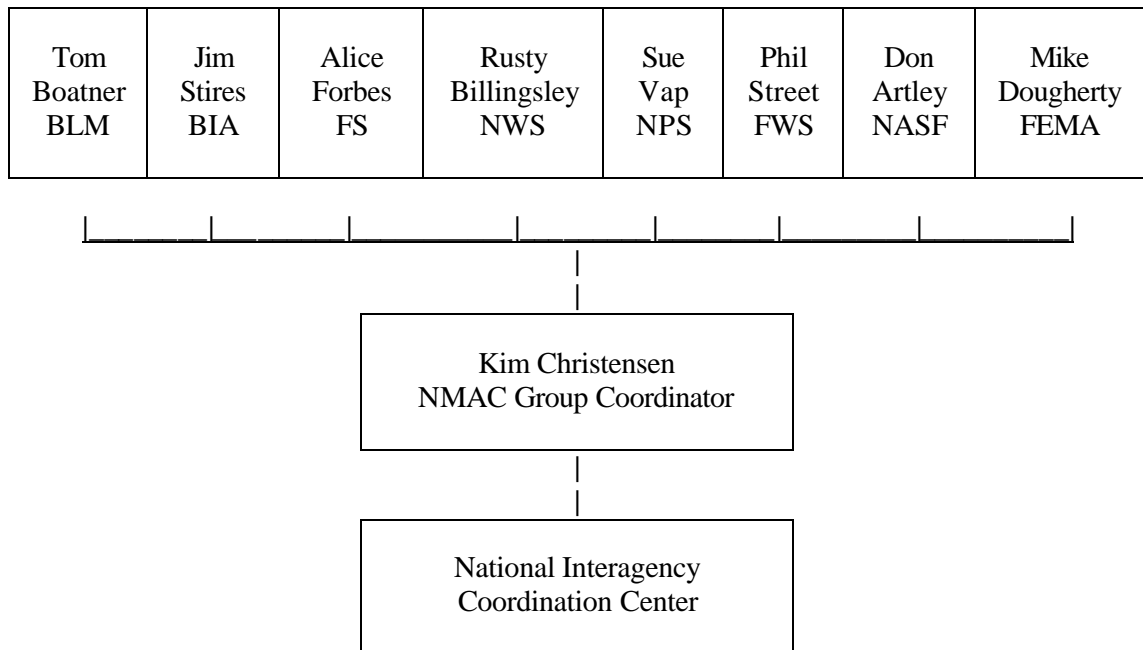 Tom
Boatner
BLM
Jim
Stires
BIA
Alice
Forbes
FS
Rusty
Billingsley
NWS
Sue
Vap
NPS
Phil
Street
FWS
Don
Artley
NASF
Mike
Dougherty
FEMA
Kim Christensen
NMAC Group Coordinator
National Interagency
Coordination Center